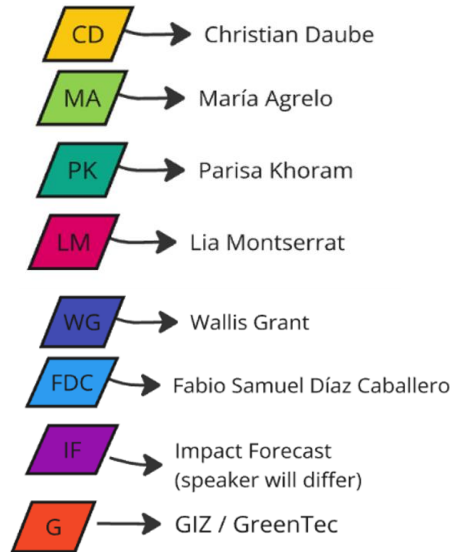 CD Christian Daube
MA María Agrelo
PK Parisa Khoram
LM Lia Montserrat
WG Wallis Grant
FDC Fabio Samuel Díaz Caballero
IF Impact Forecast
(speaker will differ)
G GIZ / GreenTec